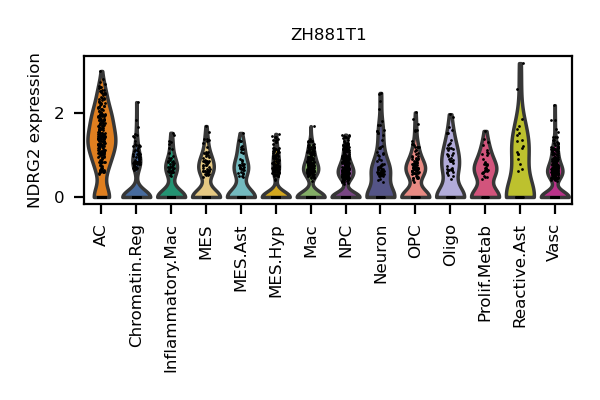 ZH881T1
NDRG2 expression
2
0
AC
Chromatin.Reg
Inflammatory.Mac
MES
MES.Ast
MES.Hyp
Mac
NPC
Neuron
OPC
Oligo
Prolif.Metab
Reactive.Ast
Vasc